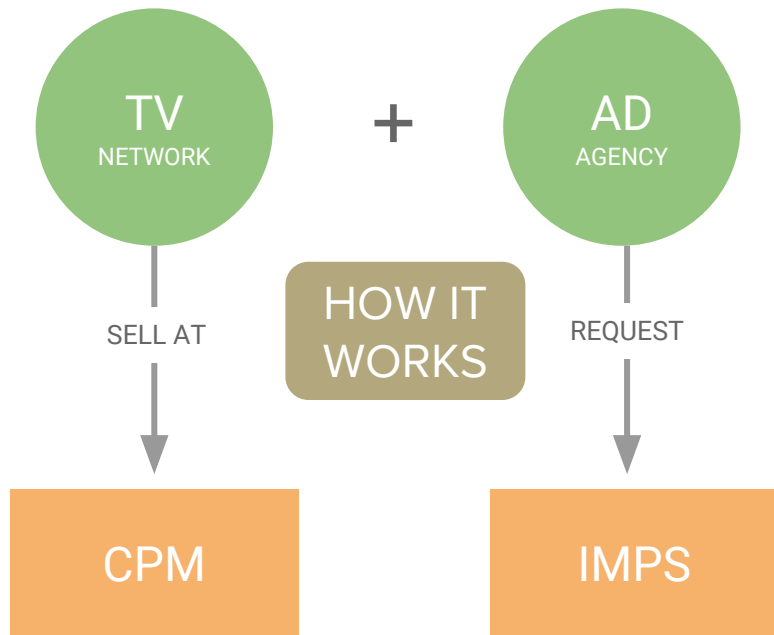 TV
NETWORK
+
AD
AGENCY
HOW IT
WORKS
SELL AT
REQUEST
CPM
IMPS